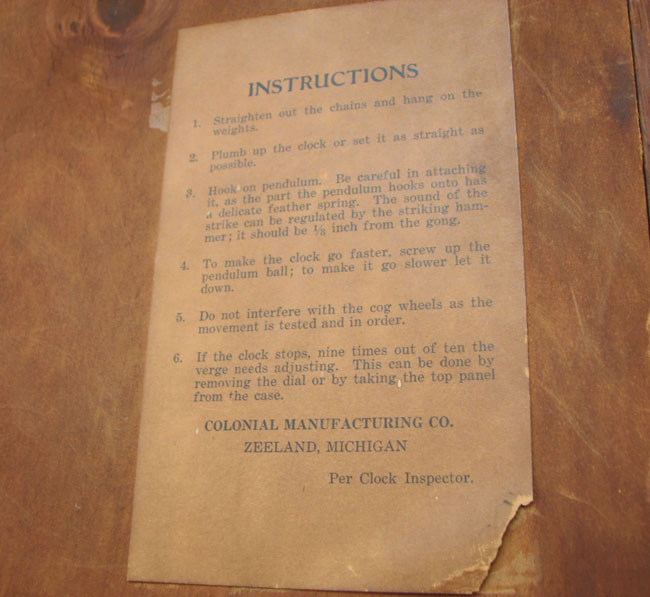 INSTRUCTIONS
1. Straighten out the chains and hang on the
weights.
2. Plumb up the clock or set it as straight as
possible.
3. Hook on pendulum. Be careful in attaching
it, as the part the pendulum hooks onto has
a delicate feather spring. The sound of the
strike can be regulated by the striking ham-
mer; it should be ⅛ inch from the gong.
4. To make the clock go faster, screw up the
pendulum ball; to make it go slower let it
down.
5. Do not interfere with the cog wheels as the
movement is tested and in order.
6. If the clock stops, nine times out of ten the
verge needs adjusting. This can be done by
removing the dial or by taking the top panel
from the case.
COLONIAL MANUFACTURING CO.
ZEELAND, MICHIGAN
Per Clock Inspector.